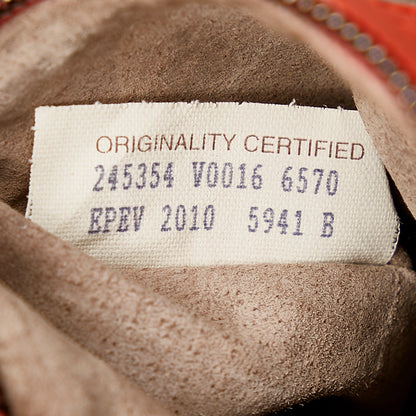 ORIGINALITY CERTIFIED
245354 V0016 6570
EPEV 2010 5941 B